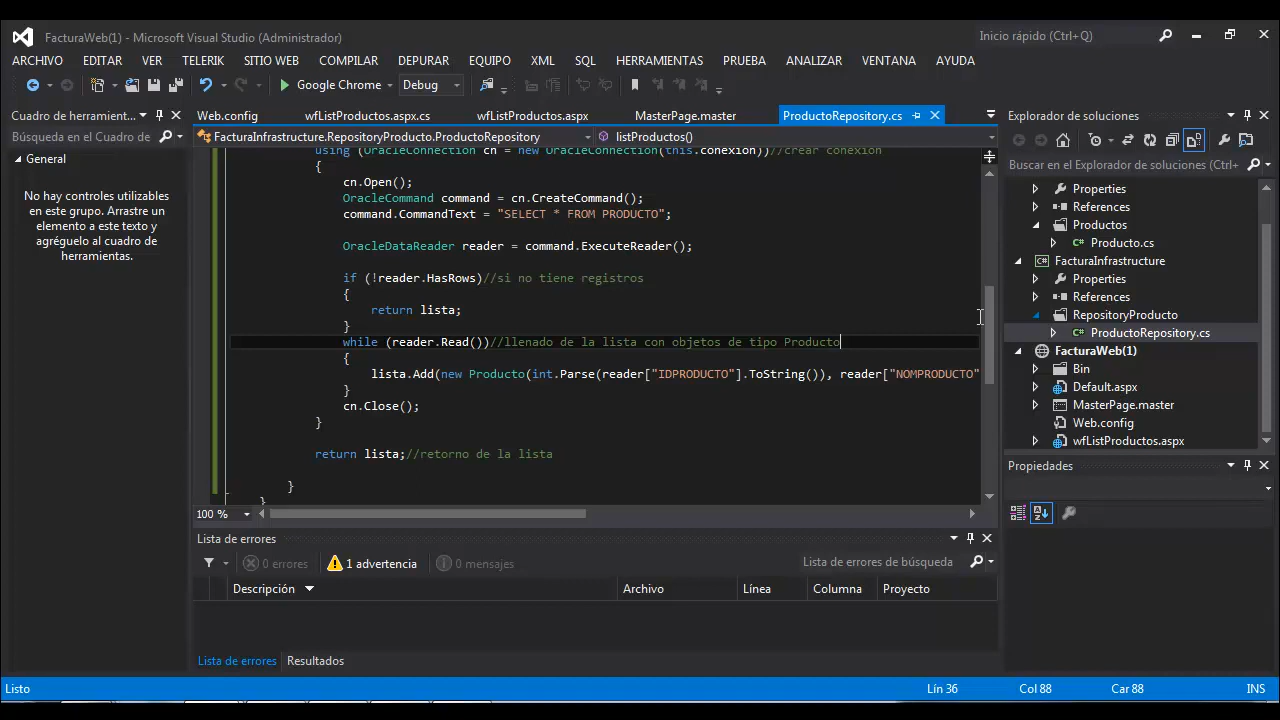 FacturaWeb(1) - Microsoft Visual Studio (Administrador)
Inicio rápido (Ctrl+Q)
ARCHIVO EDITAR VER TELERIK SITIO WEB COMPILAR DEPURAR EQUIPO XML SQL HERRAMIENTAS PRUEBA ANALIZAR VENTANA AYUDA
Google Chrome Debug
Cuadro de herramient...
Búsqueda en el Cuadro de
General
No hay controles utilizables
en este grupo. Arrastre un
elemento a este texto y
agréguelo al cuadro de
herramientas.
Web.config wfListProductos.aspx.cs wfListProductos.aspx MasterPage.master ProductoRepository.cs
FacturaInfrastructure.RepositoryProducto.ProductoRepository listProductos()
using (OracleConnection cn = new OracleConnection(this.conexion))//crear conexion
{
cn.Open();
OracleCommand command = cn.CreateCommand();
command.CommandText = "SELECT * FROM PRODUCTO";
OracleDataReader reader = command.ExecuteReader();
if (!reader.HasRows)//si no tiene registros
{
return lista;
}
while (reader.Read())//llenado de la lista con objetos de tipo Producto
{
lista.Add(new Producto(int.Parse(reader["IDPRODUCTO"].ToString()), reader["NOMPRODUCTO"
}
cn.Close();
}
return lista;//retorno de la lista
}
}
100 %
Lista de errores
0 errores 1 advertencia 0 mensajes
Lista de errores de búsqueda
Descripción Archivo Línea Columna Proyecto
Lista de errores Resultados
Explorador de soluciones
Buscar en el Explorador de soluciones (Ctrl+
Properties
References
Productos
C# Producto.cs
C# FacturaInfrastructure
Properties
References
RepositoryProducto
C# ProductoRepository.cs
FacturaWeb(1)
Bin
Default.aspx
MasterPage.master
Web.config
wfListProductos.aspx
Propiedades
Listo Lín 36 Col 88 Car 88 INS